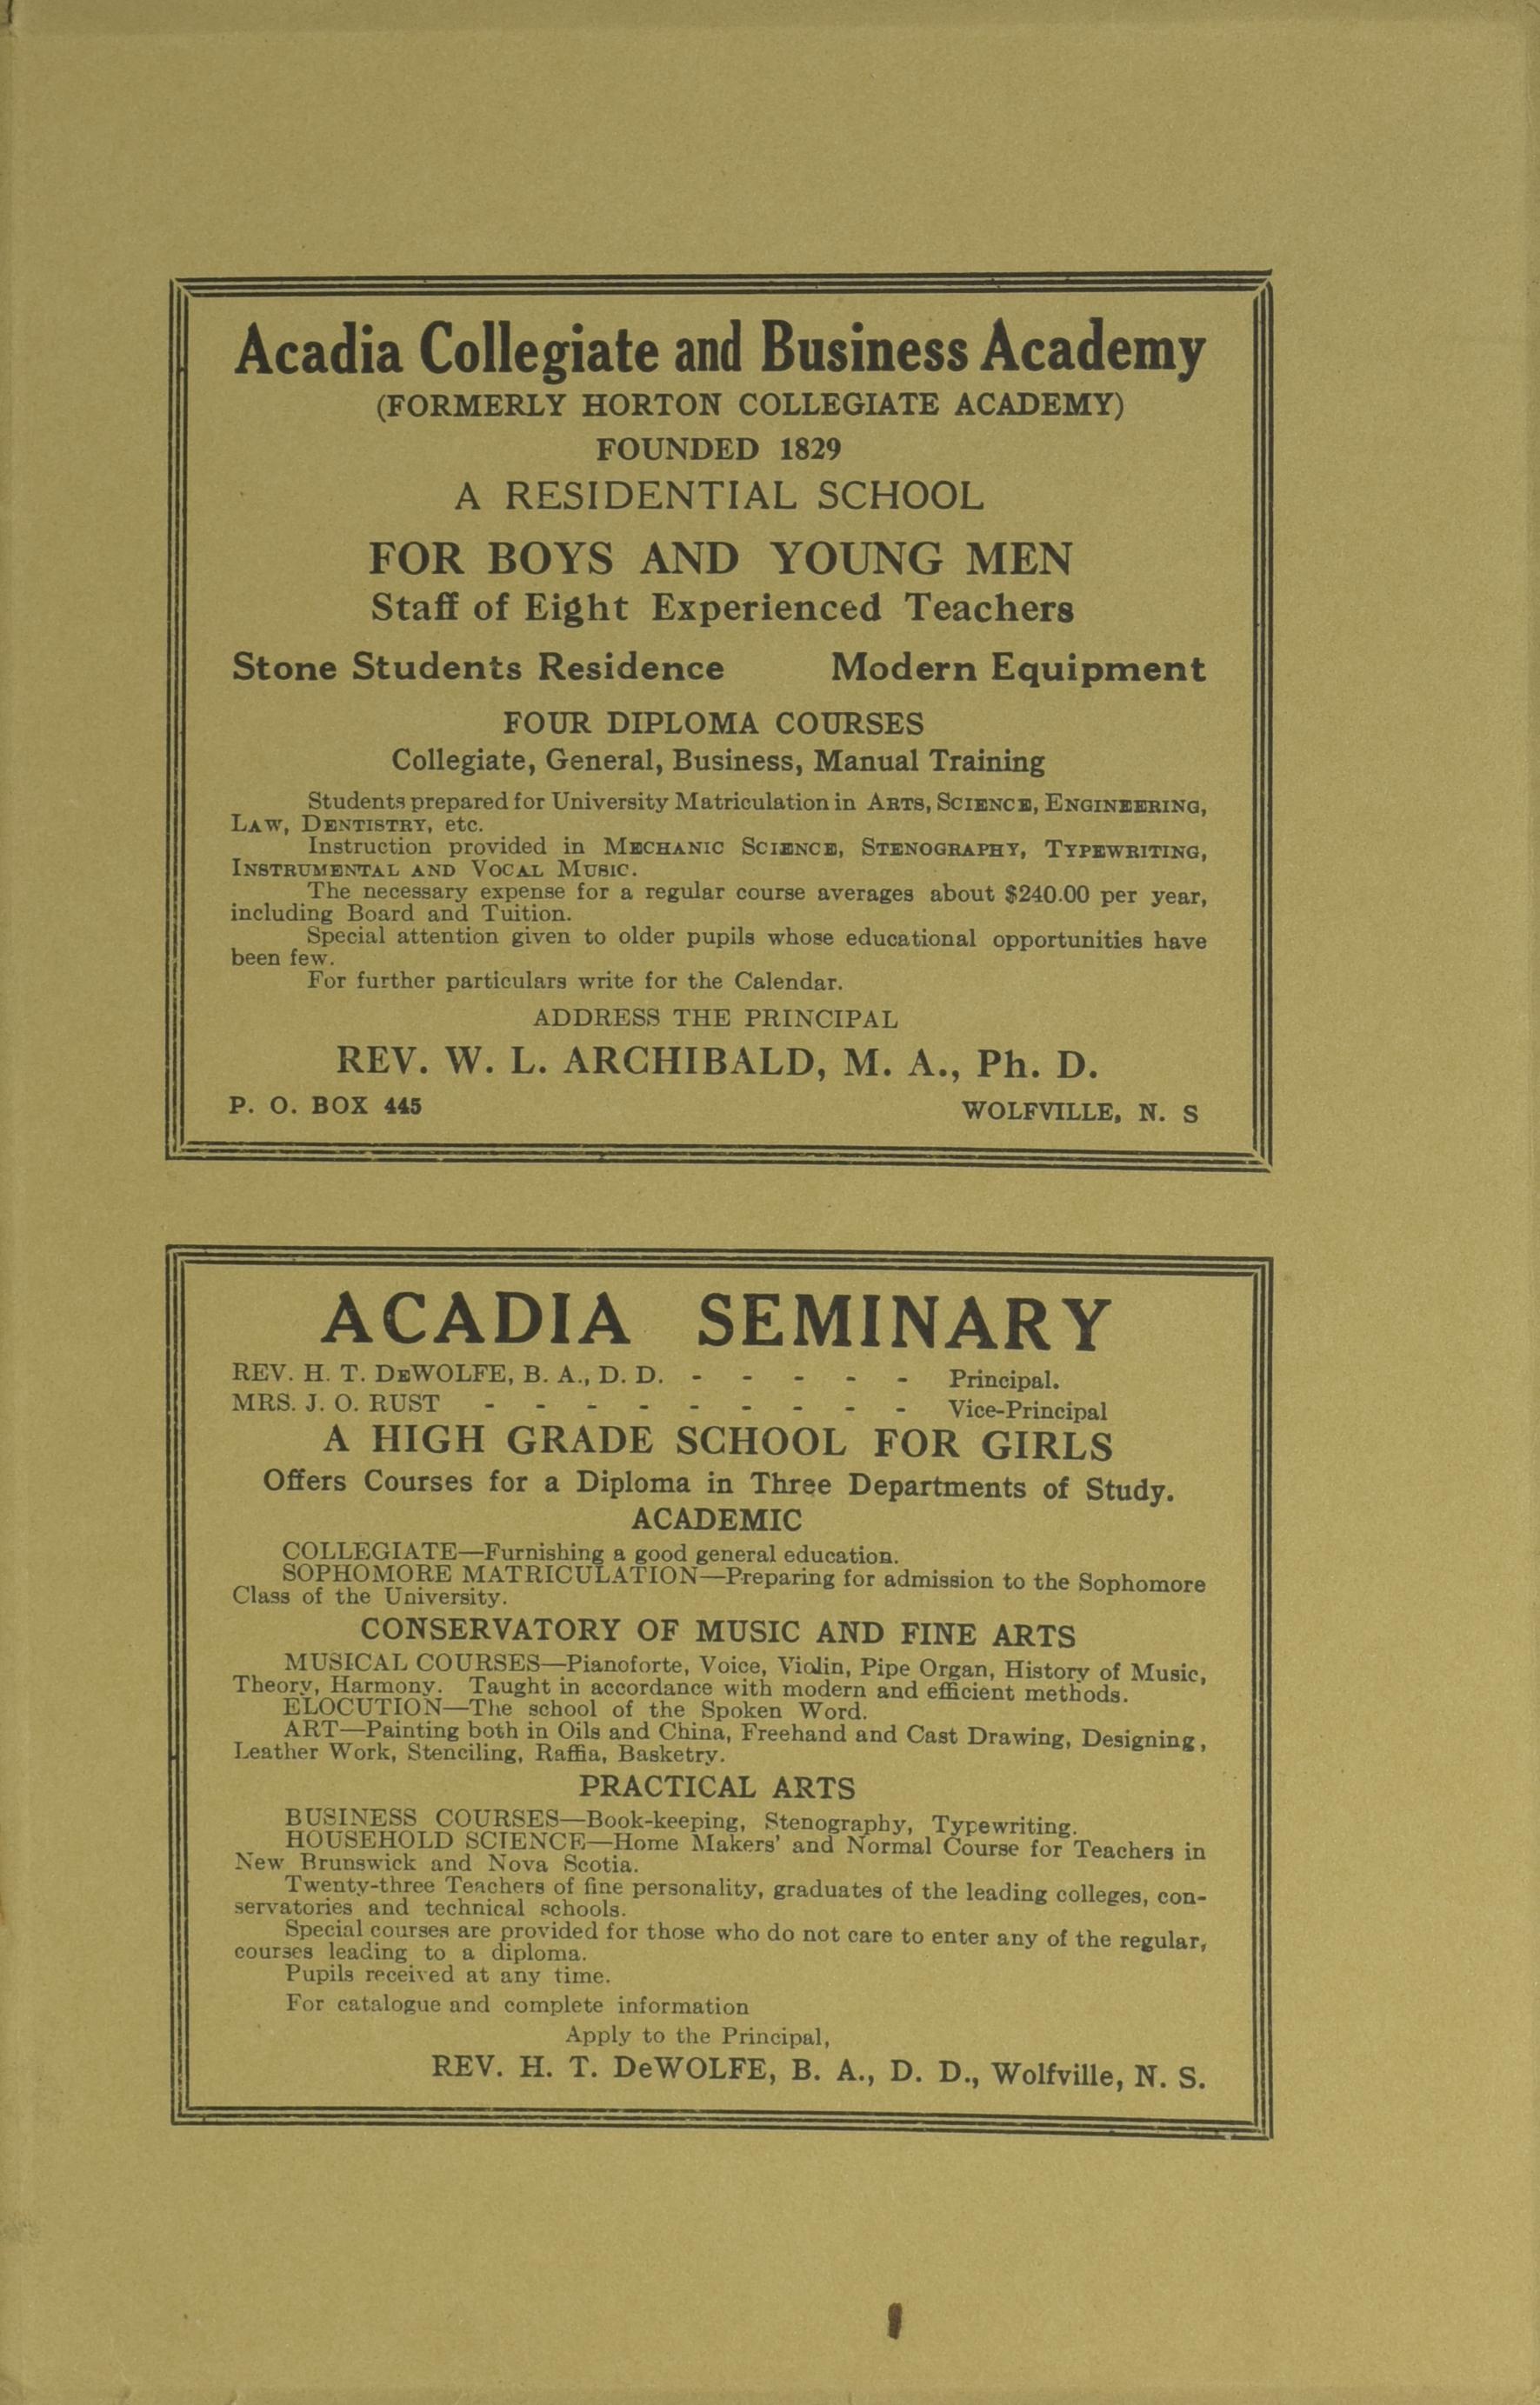 Acadia Collegiate and Business Academy
(FORMERLY HORTON COLLEGIATE ACADEMY)
FOUNDED 1829
A RESIDENTIAL SCHOOL
FOR BOYS AND YOUNG MEN
Staff of Eight Experienced Teachers
Stone Students Residence Modern Equipment
FOUR DIPLOMA COURSES
Collegiate, General, Business, Manual Training
Students prepared for University Matriculation in ARTS, SCIENCE, ENGINEERING,
LAW, DENTISTRY, etc.
Instruction provided in MECHANIC SCIENCE, STENOGRAPHY, TYPEWRITING,
INSTRUMENTAL AND VOCAL MUSIC.
The necessary expense for a regular course averages about $240.00 per year,
including Board and Tuition.
Special attention given to older pupils whose educational opportunities have
been few.
For further particulars write for the Calendar.
ADDRESS THE PRINCIPAL
REV. W. L. ARCHIBALD, M. A., Ph. D.
P. O. BOX 445 WOLFVILLE, N. S
ACADIA SEMINARY
REV. H. T. DEWOLFE, B. A., D. D. - - - - - Principal.
MRS. J. O. RUST - - - - - - - - - Vice-Principal
A HIGH GRADE SCHOOL FOR GIRLS
Offers Courses for a Diploma in Three Departments of Study.
ACADEMIC
COLLEGIATE—Furnishing a good general education.
SOPHOMORE MATRICULATION—Preparing for admission to the Sophomore
Class of the University.
CONSERVATORY OF MUSIC AND FINE ARTS
MUSICAL COURSES—Pianoforte, Voice, Violin, Pipe Organ, History of Music,
Theory, Harmony. Taught in accordance with modern and efficient methods.
ELOCUTION—The school of the Spoken Word.
ART—Painting both in Oils and China, Freehand and Cast Drawing, Designing,
Leather Work, Stenciling, Raffia, Basketry.
PRACTICAL ARTS
BUSINESS COURSES—Book-keeping, Stenography, Typewriting.
HOUSEHOLD SCIENCE—Home Makers' and Normal Course for Teachers in
New Brunswick and Nova Scotia.
Twenty-three Teachers of fine personality, graduates of the leading colleges, con-
servatories and technical schools.
Special courses are provided for those who do not care to enter any of the regular,
courses leading to a diploma.
Pupils received at any time.
For catalogue and complete information
Apply to the Principal,
REV. H. T. DeWOLFE, B. A., D. D., Wolfville, N. S.